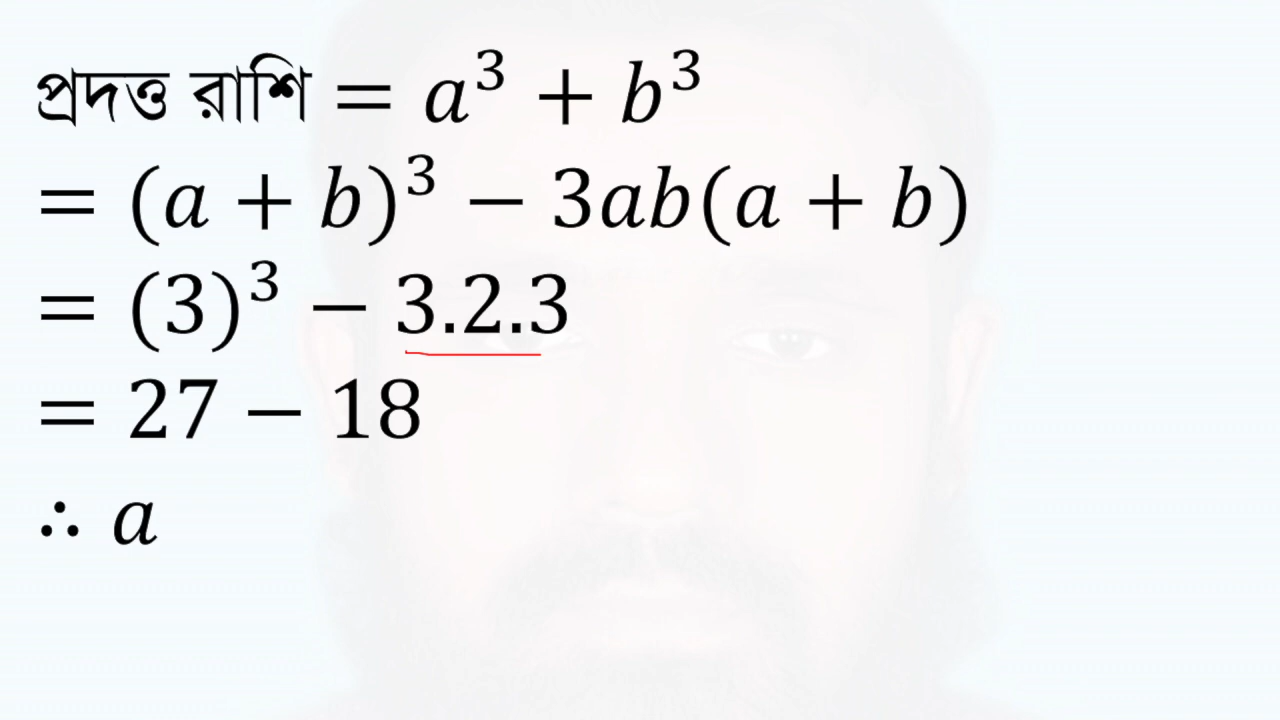 প্রদত্ত রাশি = a³ + b³
= (a + b)³ − 3ab(a + b)
= (3)³ − 3.2.3
= 27 − 18
∴ a